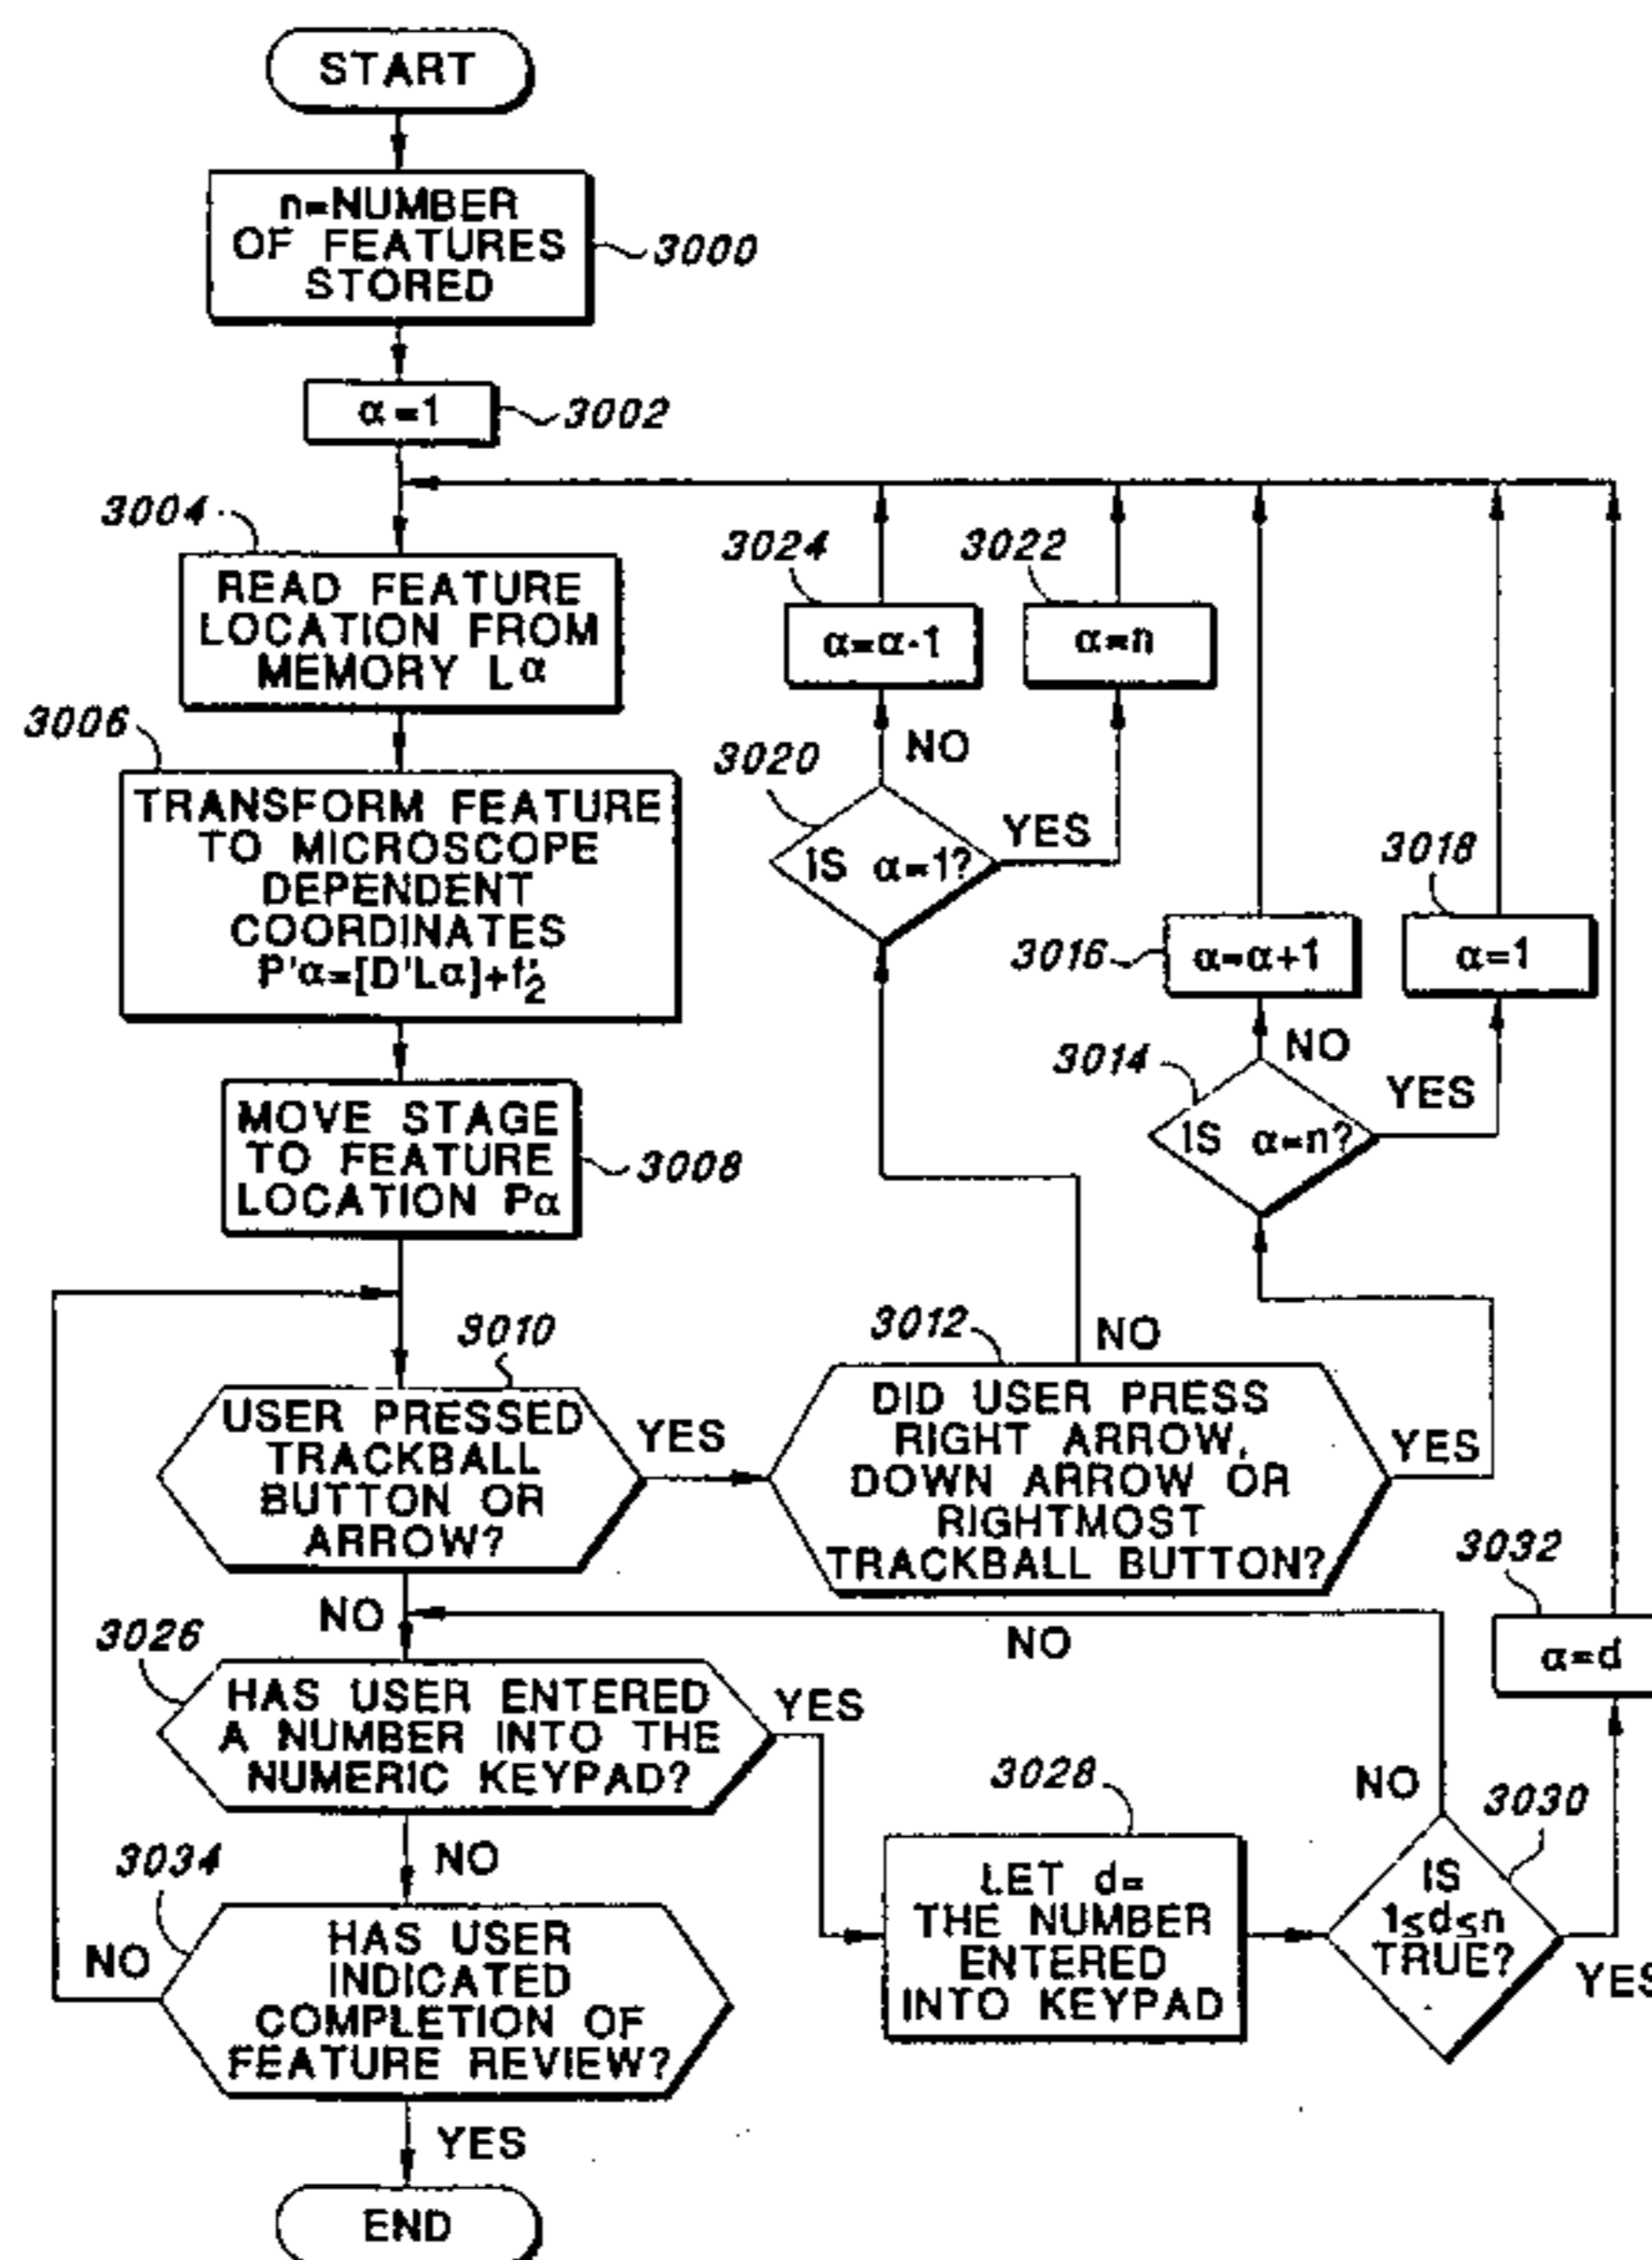 START
n=NUMBER
OF FEATURES
STORED
3000
α=1
3002
3004
READ FEATURE
LOCATION FROM
MEMORY Lα
3006
TRANSFORM FEATURE
TO MICROSCOPE
DEPENDENT
COORDINATES
P'α=[D'Lα]+f'2
MOVE STAGE
TO FEATURE
LOCATION Pα
3008
3024
α=α-1
3022
α=n
3020
NO
IS α=1?
YES
3016
α=α+1
3018
α=1
3014
NO
IS α=n?
YES
3010
USER PRESSED
TRACKBALL
BUTTON OR
ARROW?
YES
NO
3012
NO
DID USER PRESS
RIGHT ARROW,
DOWN ARROW OR
RIGHTMOST
TRACKBALL BUTTON?
YES
3026
HAS USER ENTERED
A NUMBER INTO THE
NUMERIC KEYPAD?
YES
NO
NO
3032
α=d
3028
LET d=
THE NUMBER
ENTERED
INTO KEYPAD
NO
3030
IS
1≤d≤n
TRUE?
YES
3034
NO
HAS USER
INDICATED
COMPLETION OF
FEATURE REVIEW?
YES
END